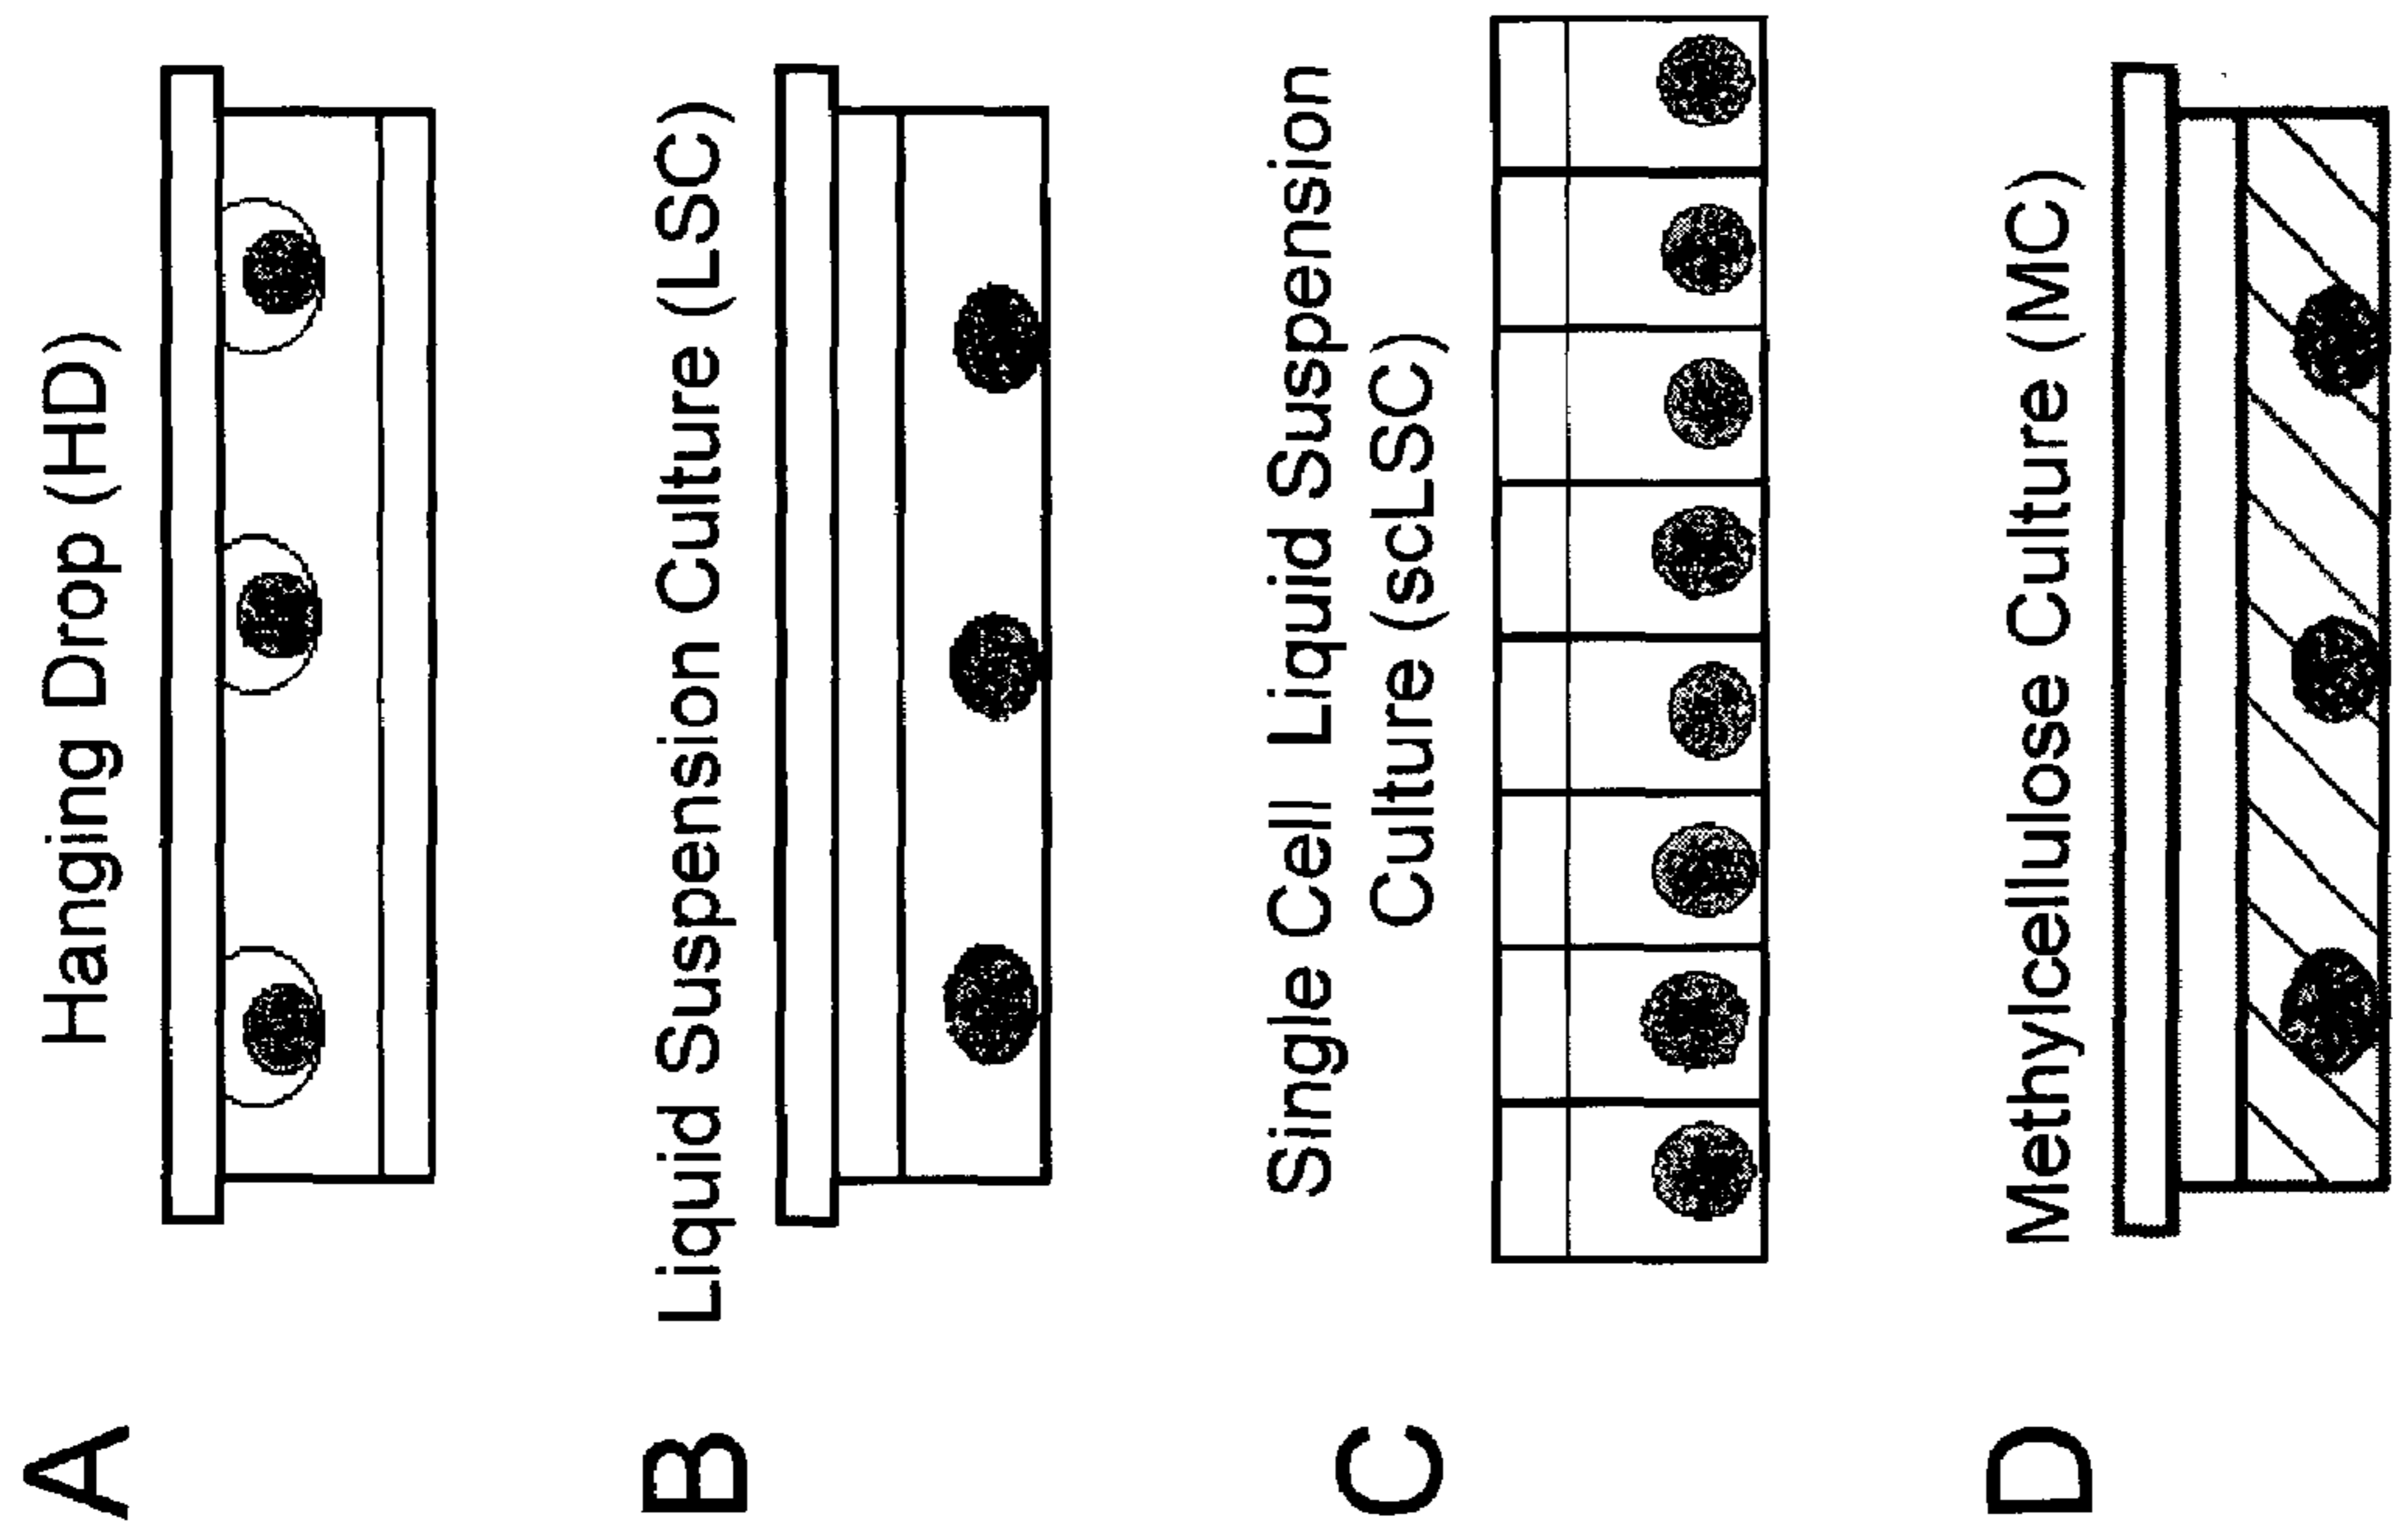 A
Hanging Drop (HD)
B
Liquid Suspension Culture (LSC)
C
Single Cell Liquid Suspension
Culture (scLSC)
D
Methylcellulose Culture (MC)